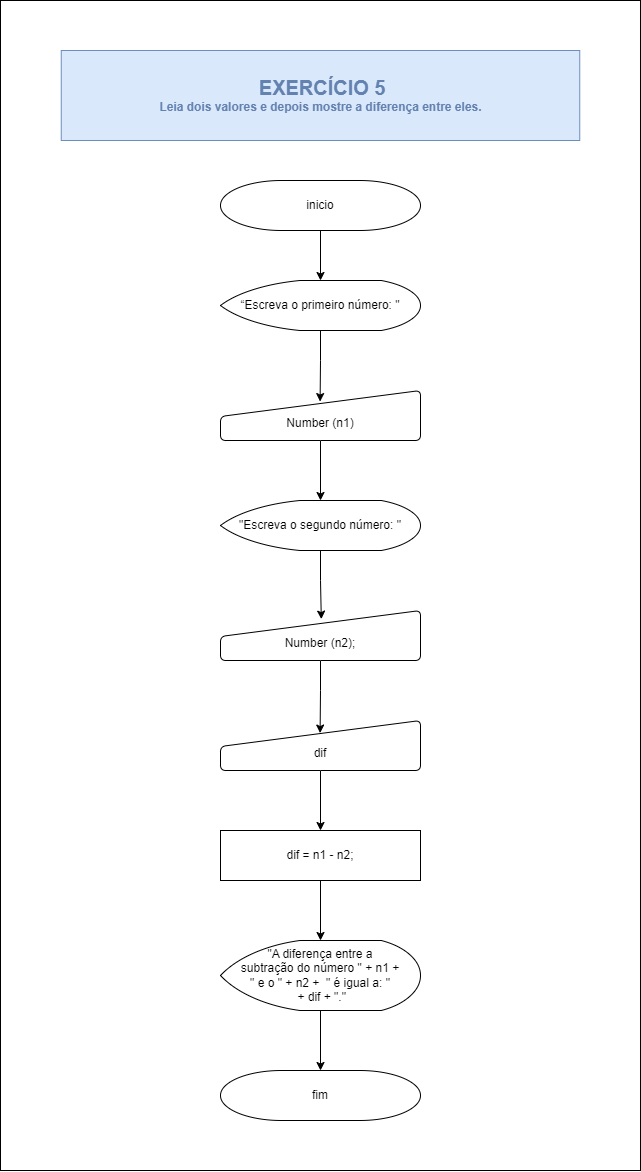 EXERCÍCIO 5
Leia dois valores e depois mostre a diferença entre eles.
inicio
“Escreva o primeiro número: "
Number (n1)
"Escreva o segundo número: "
Number (n2);
dif
dif = n1 - n2;
"A diferença entre a
subtração do número " + n1 +
" e o " + n2 +  " é igual a: "
+ dif + "."
fim